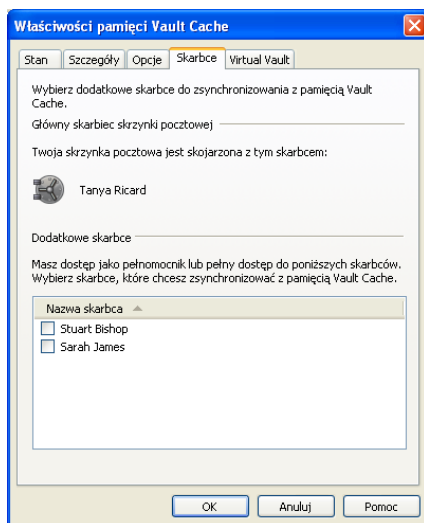 Właściwości pamięci Vault Cache
Stan Szczegóły Opcje Skarbce Virtual Vault
Wybierz dodatkowe skarbce do zsynchronizowania z pamięcią Vault
Cache.
Główny skarbiec skrzynki pocztowej
Twoja skrzynka pocztowa jest skojarzona z tym skarbcem:
Tanya Ricard
Dodatkowe skarbce
Masz dostęp jako pełnomocnik lub pełny dostęp do poniższych skarbców.
Wybierz skarbce, które chcesz zsynchronizować z pamięcią Vault Cache.
Nazwa skarbca
Stuart Bishop
Sarah James
OK Anuluj Pomoc